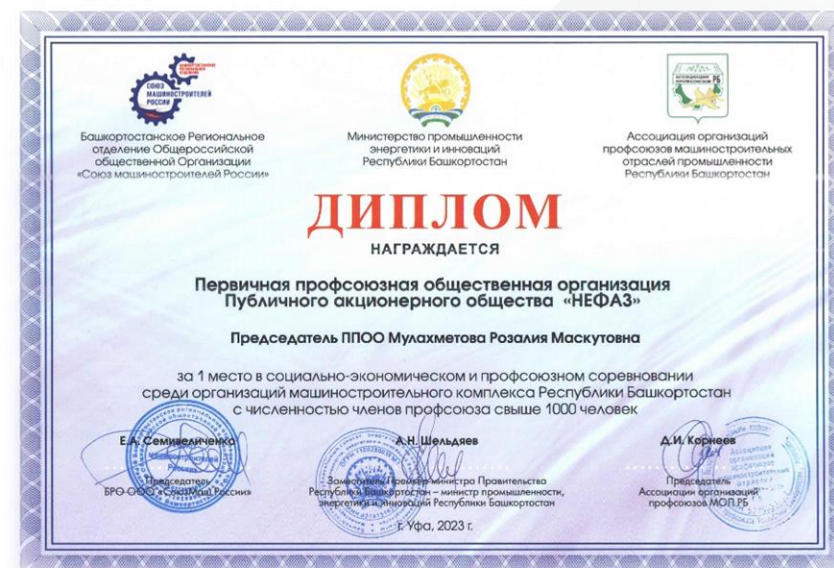 СОЮЗ
МАШИНОСТРОИТЕЛЕЙ
РОССИИ
РБ
Башкортостанское Региональное
отделение Общероссийской
общественной Организации
«Союз машиностроителей России»
Министерство промышленности
энергетики и инноваций
Республики Башкортостан
Ассоциация организаций
профсоюзов машиностроительных
отраслей промышленности
Республики Башкортостан
ДИПЛОМ
НАГРАЖДАЕТСЯ
Первичная профсоюзная общественная организация
Публичного акционерного общества «НЕФАЗ»
Председатель ППОО Мулахметова Розалия Маскутовна
за 1 место в социально-экономическом и профсоюзном соревновании
среди организаций машиностроительного комплекса Республики Башкортостан
с численностью членов профсоюза свыше 1000 человек
Е.А. Семивеличенко
Председатель
БРО ООО «СоюзМаш России»
А.Н. Шельдяев
Заместитель Премьер-министра Правительства
Республики Башкортостан – министр промышленности,
энергетики и инноваций Республики Башкортостан
Д.И. Корнеев
Председатель
Ассоциации организаций
профсоюзов МОП РБ
г. Уфа, 2023 г.